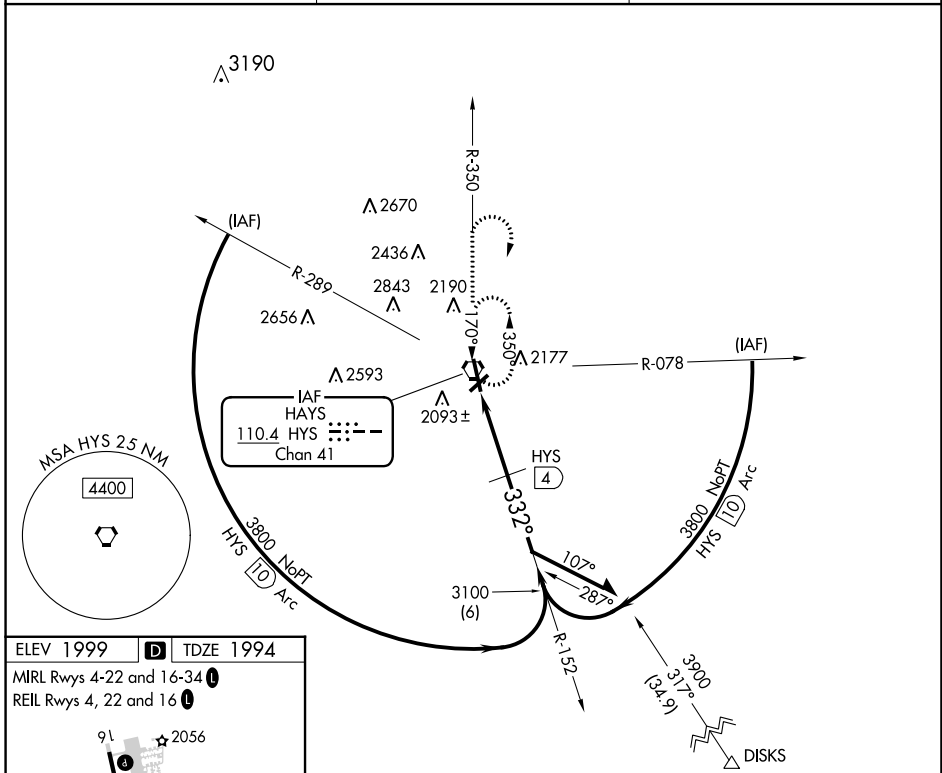 3190
R-350
(IAF)
2670
2436
R-289
2843
2190
2656
170°
350°
2177
R-078
(IAF)
2593
IAF
HAYS
110.4 HYS
Chan 41
2093±
MSA HYS 25 NM
4400
HYS
4
332°
3800 NoPT
HYS 10 Arc
3800 NoPT
HYS 10 Arc
107°
287°
3100
(6)
R-152
3900
317°
(34.9)
DISKS
ELEV 1999 D TDZE 1994
MIRL Rwys 4-22 and 16-34 L
REIL Rwys 4, 22 and 16 L
16
2056
P